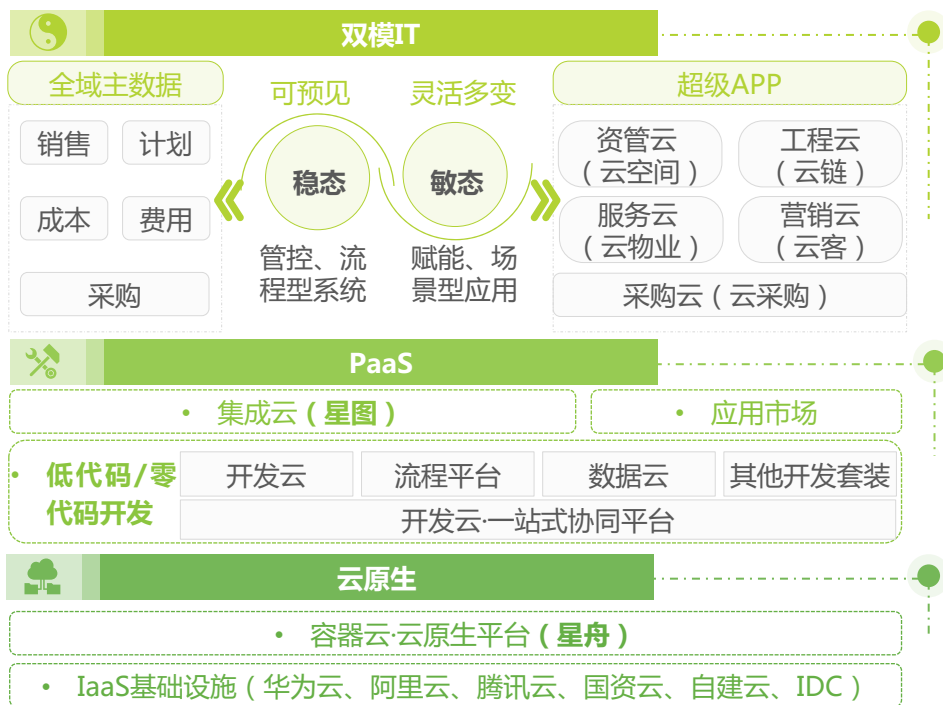 双模IT
全域主数据
销售
计划
成本
费用
采购
可预见
灵活多变
稳态
敏态
管控、流
程型系统
赋能、场
景型应用
超级APP
资管云
（云空间）
工程云
（云链）
服务云
（云物业）
营销云
（云客）
采购云（云采购）
PaaS
• 集成云（星图）
• 应用市场
• 低代码/零
代码开发
开发云
流程平台
数据云
其他开发套装
开发云·一站式协同平台
云原生
• 容器云·云原生平台（星舟）
• IaaS基础设施（华为云、阿里云、腾讯云、国资云、自建云、IDC）